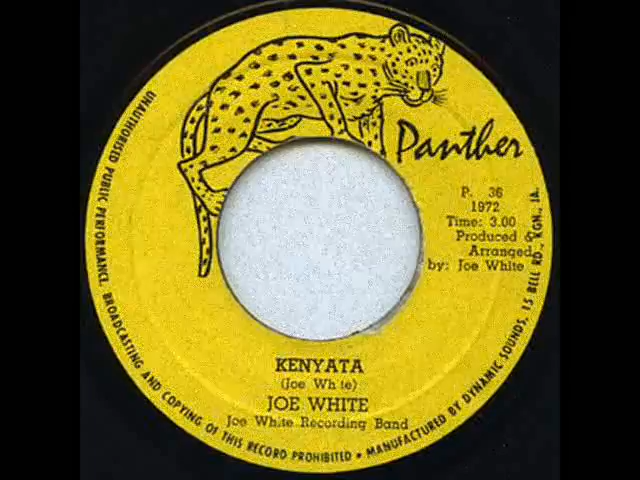 Panther
P. 36
1972
Time: 3.00
Produced &
Arranged
by: Joe White
KENYATA
(Joe White)
JOE WHITE
Joe White Recording Band
UNAUTHORISED PUBLIC PERFORMANCE, BROADCASTING AND COPYING OF THIS RECORD PROHIBITED • MANUFACTURED BY DYNAMIC SOUNDS, 15 BELL RD., KGN., JA.